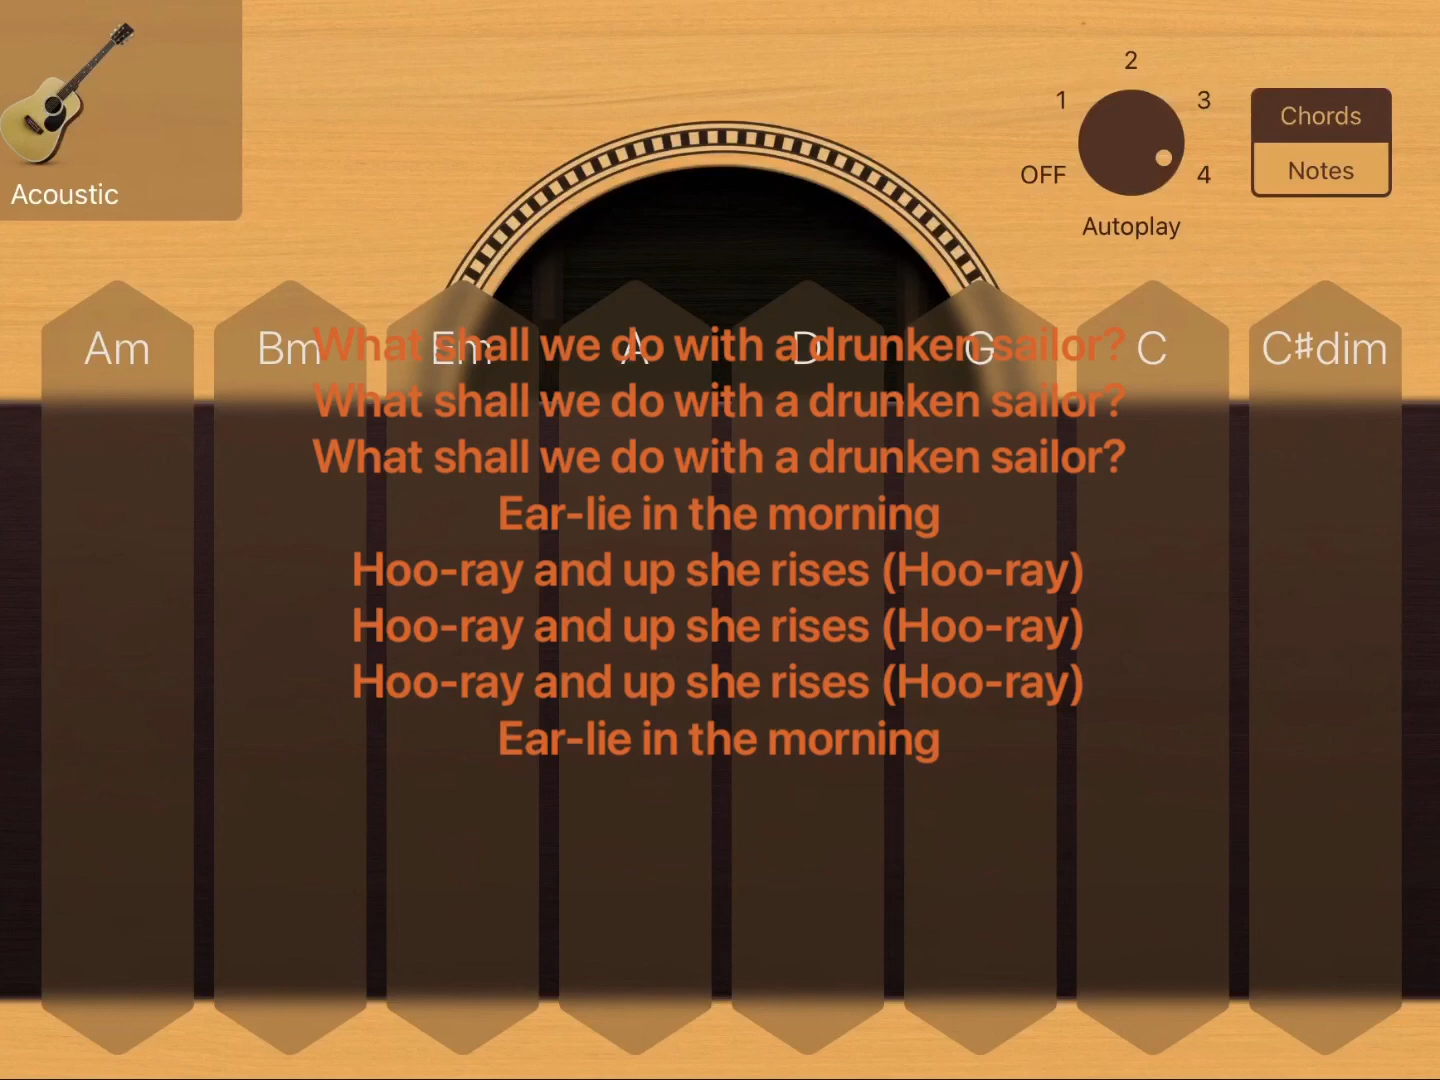 Acoustic
2
1
3
OFF
4
Autoplay
Chords
Notes
Am
Bm
Em
A
D
G
C
C♯dim
What shall we do with a drunken sailor?
What shall we do with a drunken sailor?
What shall we do with a drunken sailor?
Ear-lie in the morning
Hoo-ray and up she rises (Hoo-ray)
Hoo-ray and up she rises (Hoo-ray)
Hoo-ray and up she rises (Hoo-ray)
Ear-lie in the morning